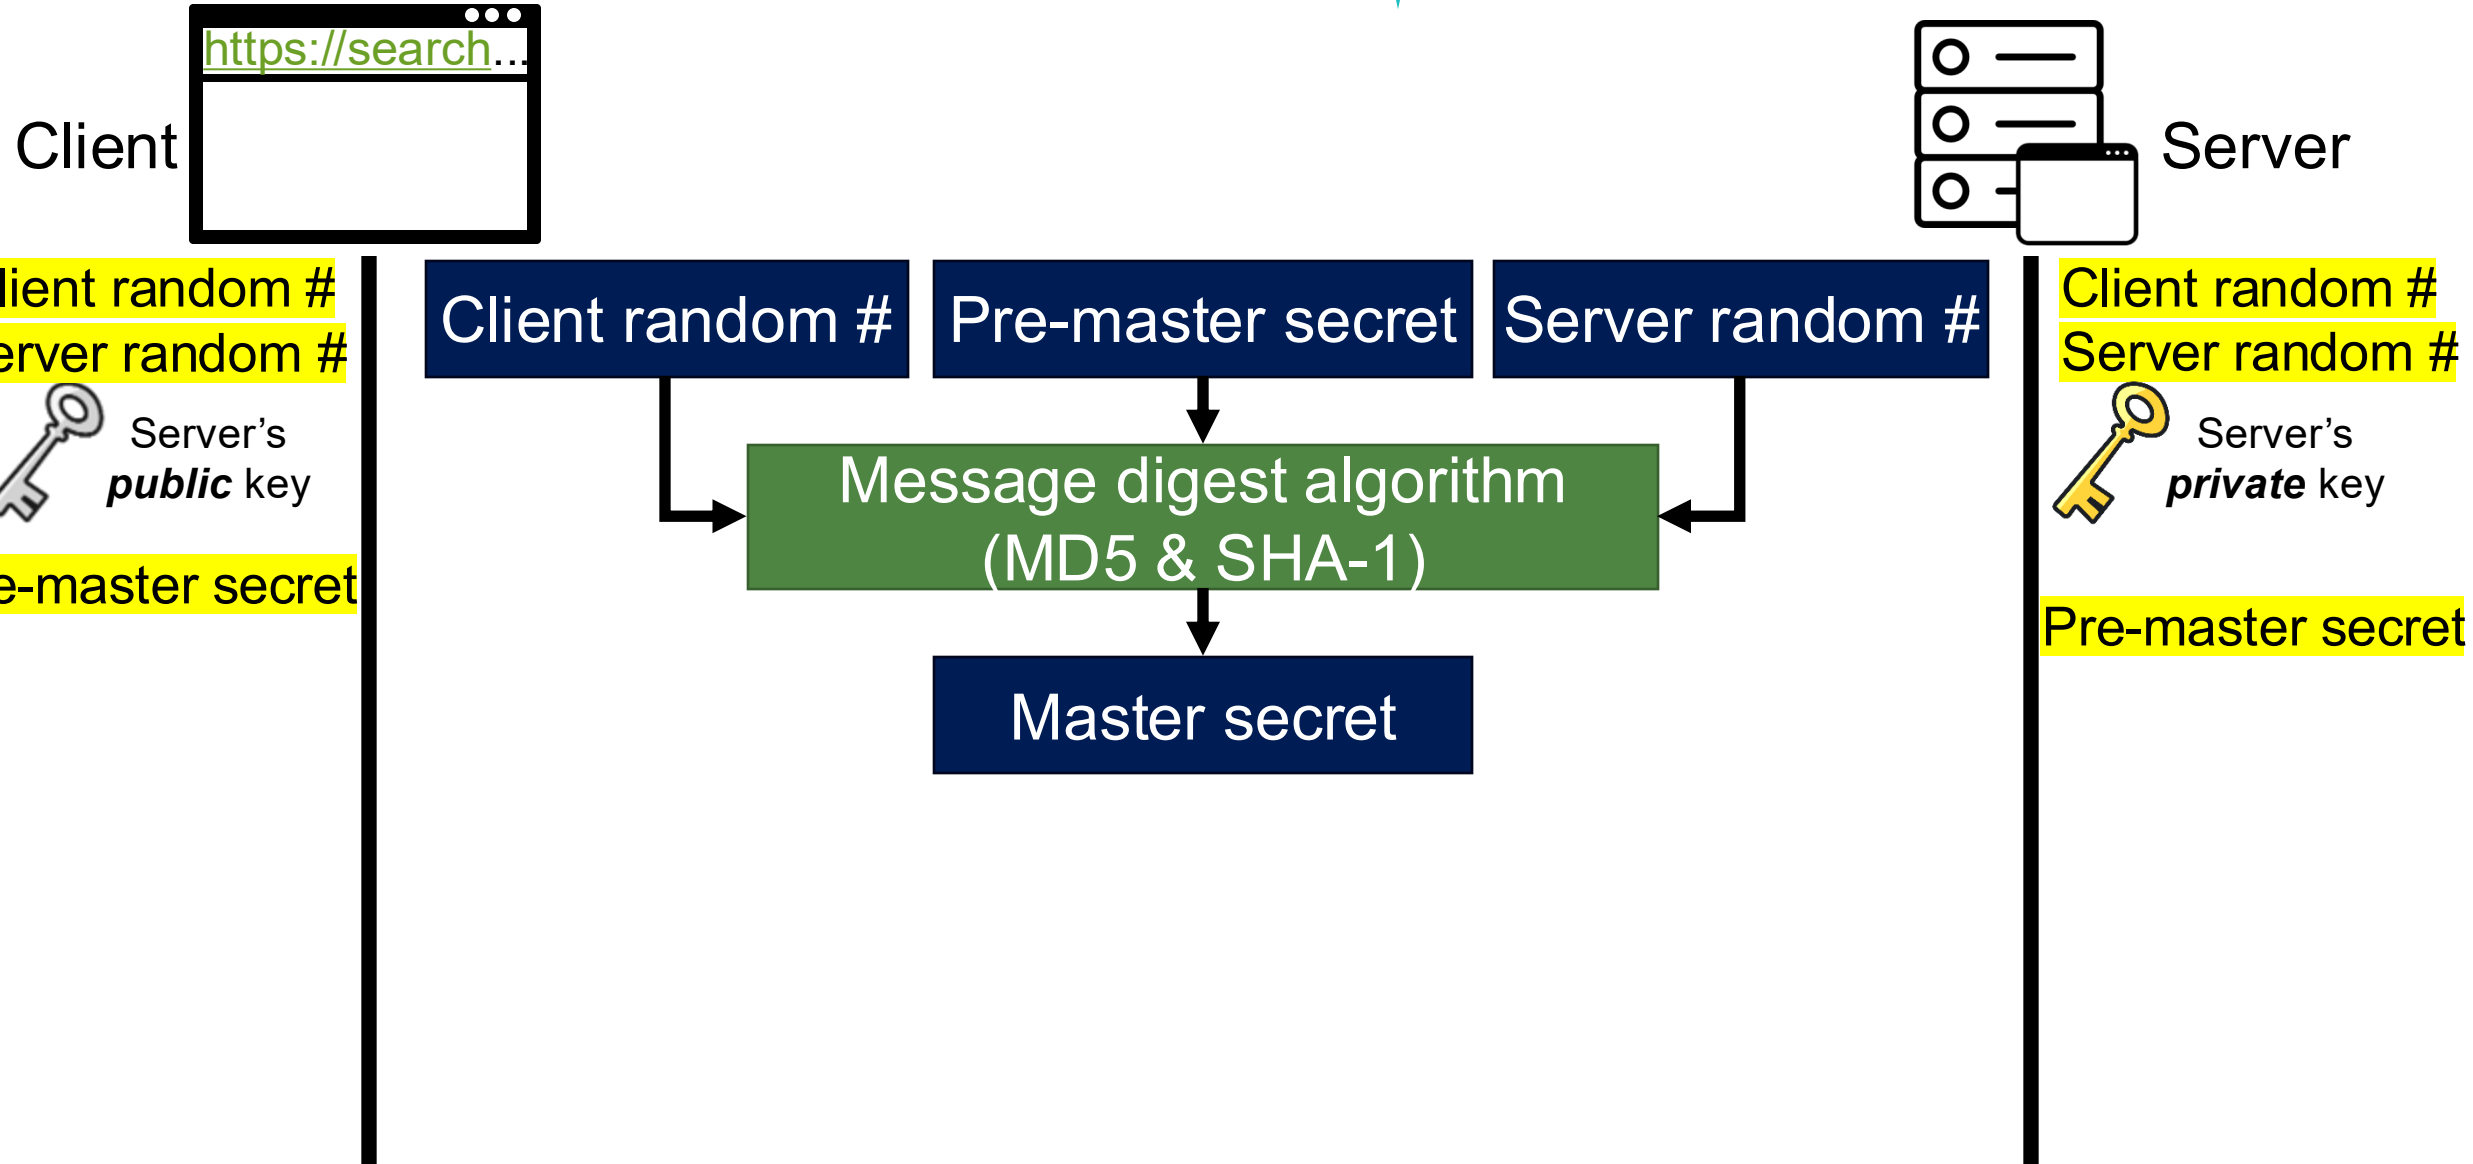 https://search...
Client
Server
lient random #
erver random #
Server's
public key
e-master secret
Client random #
Pre-master secret
Server random #
Message digest algorithm
(MD5 & SHA-1)
Master secret
Client random #
Server random #
Server's
private key
Pre-master secret